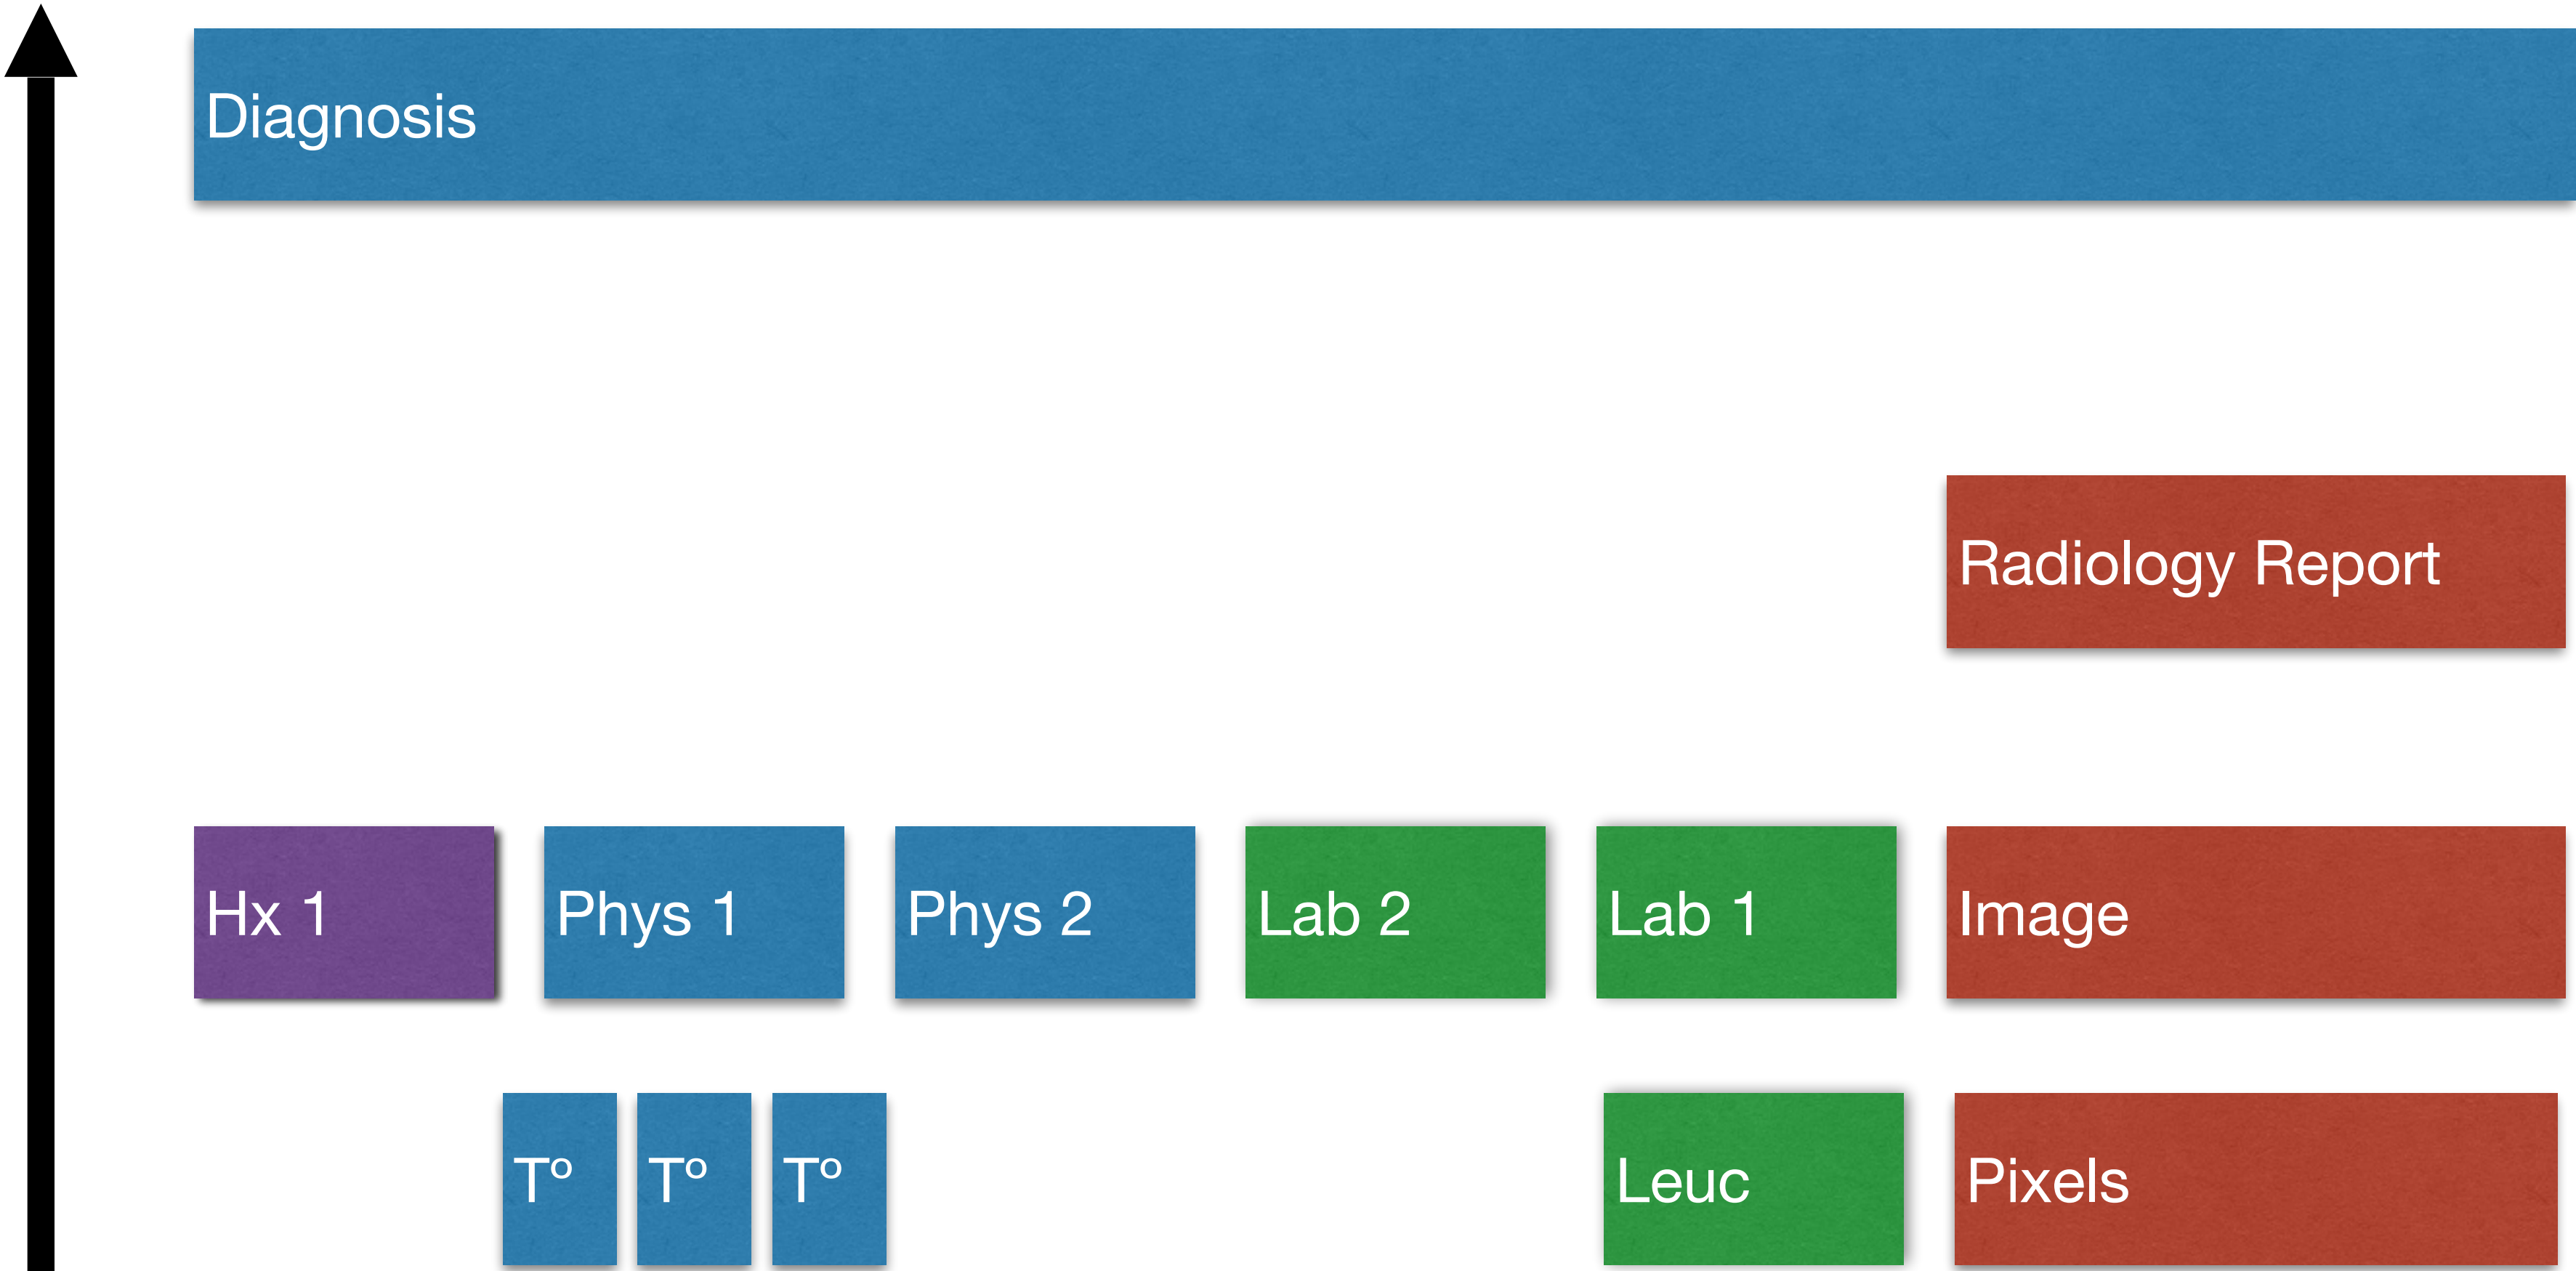 Diagnosis
Radiology Report
Hx 1
Phys 1
Phys 2
Lab 2
Lab 1
Image
Tº
Tº
Tº
Leuc
Pixels